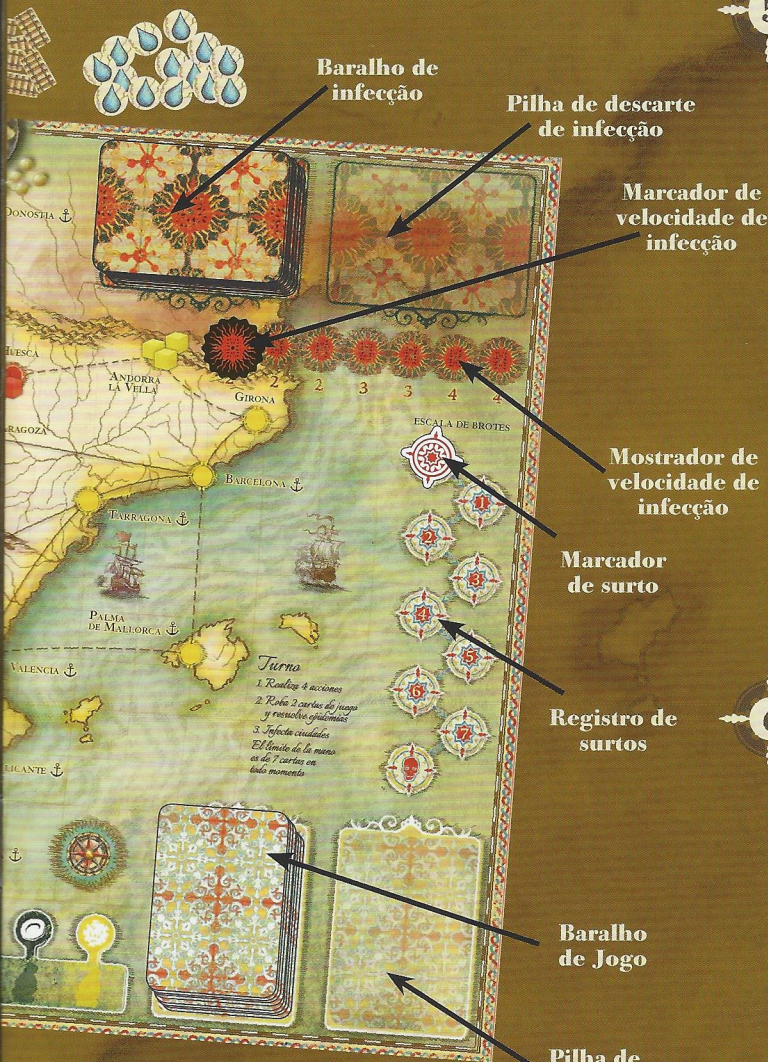 Baralho de
infecção
Pilha de descarte
de infecção
Marcador de
velocidade de
infecção
DONOSTIA
HUESCA
ANDORRA
LA VELLA
2
2
2
3
3
4
4
GIRONA
ESCALA DE BROTES
BARCELONA
TARRAGONA
1
2
3
4
5
6
7
Mostrador de
velocidade de
infecção
Marcador
de surto
PALMA
DE MALLORCA
VALENCIA
Turno
1. Realiza 4 acciones
2. Roba 2 cartas de juego
y resuelve epidemias
3. Infecta ciudades
El límite de la mano
es de 7 cartas en
todo momento
Registro de
surtos
LICANTE
Baralho
de Jogo
Pilha de